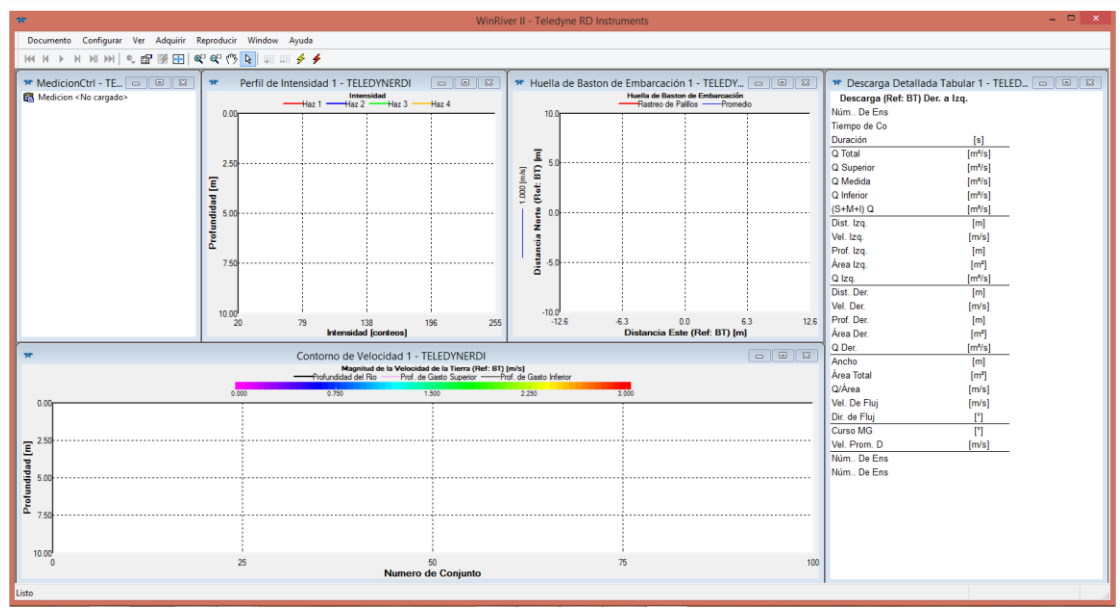 WinRiver II - Teledyne RD Instruments
Documento Configurar Ver Adquirir Reproducir Window Ayuda
MedicionCtrl - TE...
Medicion <No cargado>
Perfil de Intensidad 1 - TELEDYNERDI
Intensidad
Haz 1 Haz 2 Haz 3 Haz 4
0.00
2.50
5.00
7.50
10.00
Profundidad [m]
20 79 138 196 255
Intensidad [conteos]
Huella de Baston de Embarcación 1 - TELEDY...
Huella de Baston de Embarcación
Rastreo de Palillos Promedio
1.000 [m/s]
Distancia Norte (Ref: BT) [m]
10.0
5.0
0.0
-5.0
-10.0
-12.6 -6.3 0.0 6.3 12.6
Distancia Este (Ref: BT) [m]
Descarga Detallada Tabular 1 - TELED...
Descarga (Ref: BT) Der. a Izq.
Núm.. De Ens
Tiempo de Co
Duración [s]
Q Total [m³/s]
Q Superior [m³/s]
Q Medida [m³/s]
Q Inferior [m³/s]
(S+M+I) Q [m³/s]
Dist. Izq. [m]
Vel. Izq. [m/s]
Prof. Izq. [m]
Área Izq. [m²]
Q Izq. [m³/s]
Dist. Der. [m]
Vel. Der. [m/s]
Prof. Der. [m]
Área Der. [m²]
Q Der. [m³/s]
Ancho [m]
Área Total [m²]
Q/Área [m/s]
Vel. De Fluj [m/s]
Dir. de Fluj [°]
Curso MG [°]
Vel. Prom. D [m/s]
Núm.. De Ens
Núm.. De Ens
Contorno de Velocidad 1 - TELEDYNERDI
Magnitud de la Velocidad de la Tierra (Ref: BT) [m/s]
Profundidad del Rio Prof. de Gasto Superior Prof. de Gasto Inferior
0.000 0.750 1.500 2.250 3.000
0.00
2.50
5.00
7.50
10.00
Profundidad [m]
0 25 50 75 100
Numero de Conjunto
Listo